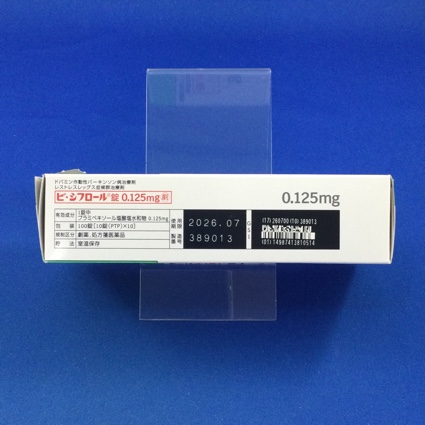 ドパミン作動性パーキンソン病治療剤
レストレスレッグス症候群治療剤
ビ・シフロール®錠 0.125mg 劇
0.125mg
有効成分 1錠中
プラミペキソール塩酸塩水和物 0.125mg
包装 100錠[10錠(PTP)×10]
規制区分 劇薬、処方箋医薬品
貯法 室温保存
使用期限 2026.07
製造番号 389013
GS1
(17) 260700 (10) 389013
(01) 14987413810514